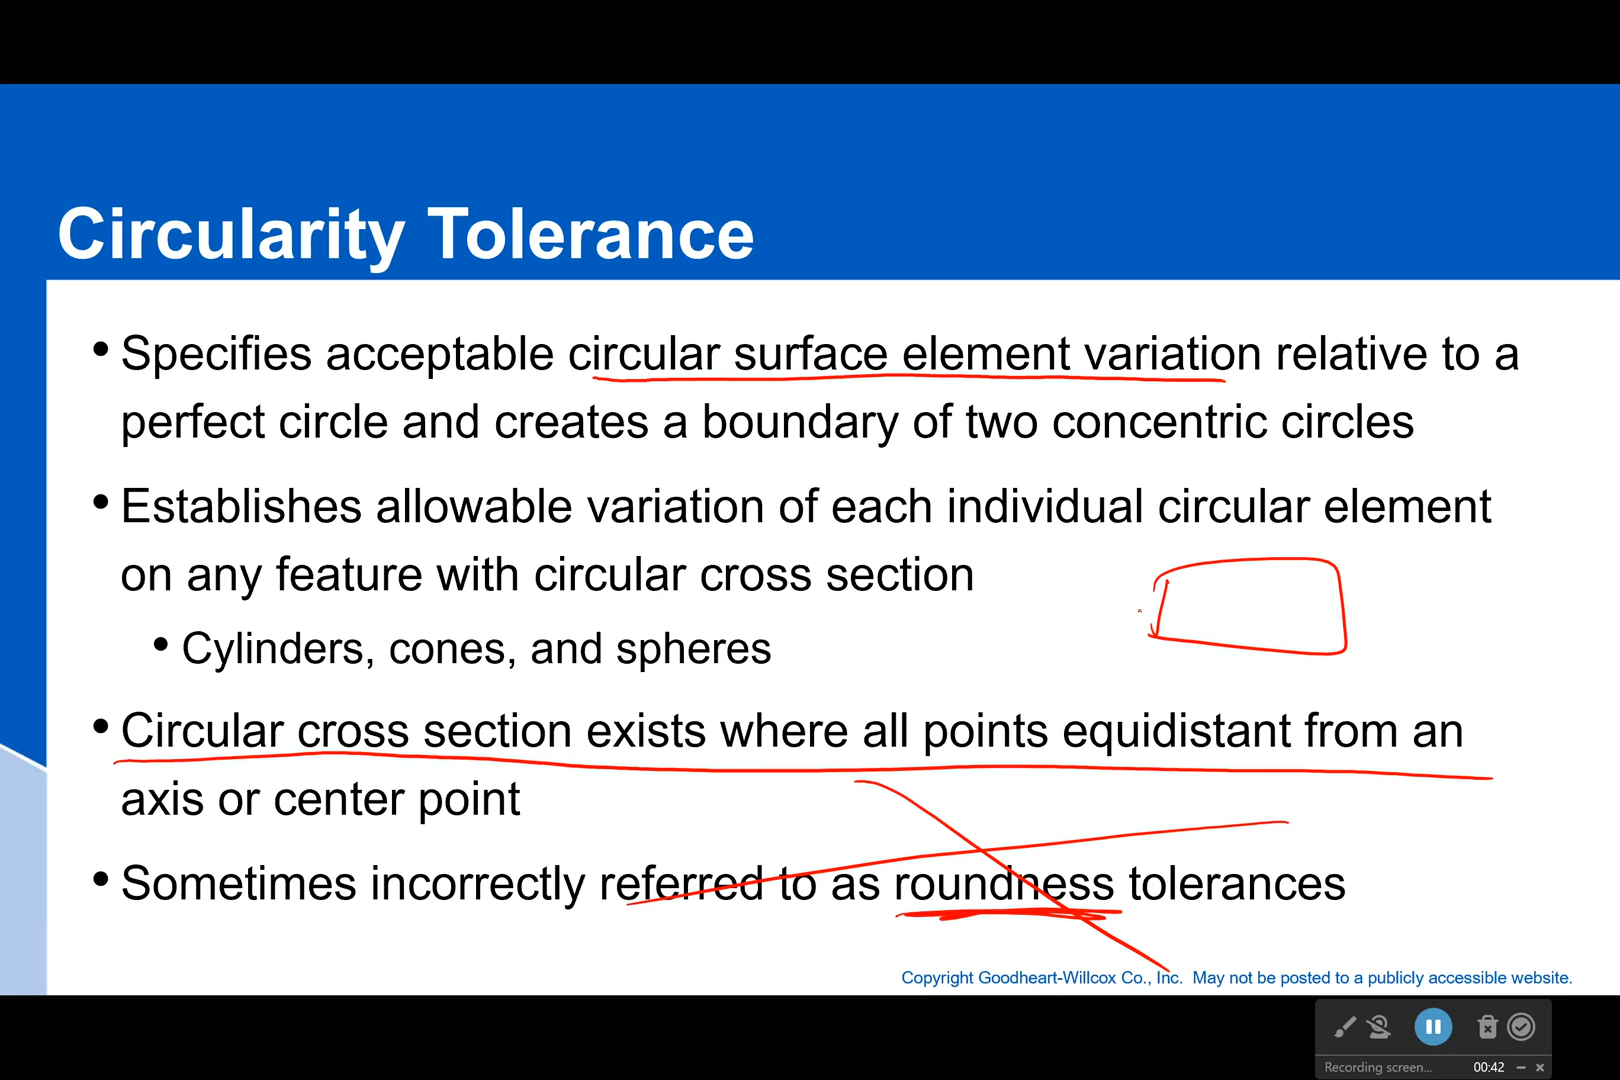 Circularity Tolerance
• Specifies acceptable circular surface element variation relative to a
perfect circle and creates a boundary of two concentric circles
• Establishes allowable variation of each individual circular element
on any feature with circular cross section
• Cylinders, cones, and spheres
• Circular cross section exists where all points equidistant from an
axis or center point
• Sometimes incorrectly referred to as roundness tolerances
Copyright Goodheart-Willcox Co., Inc. May not be posted to a publicly accessible website.
Recording screen... 00:42